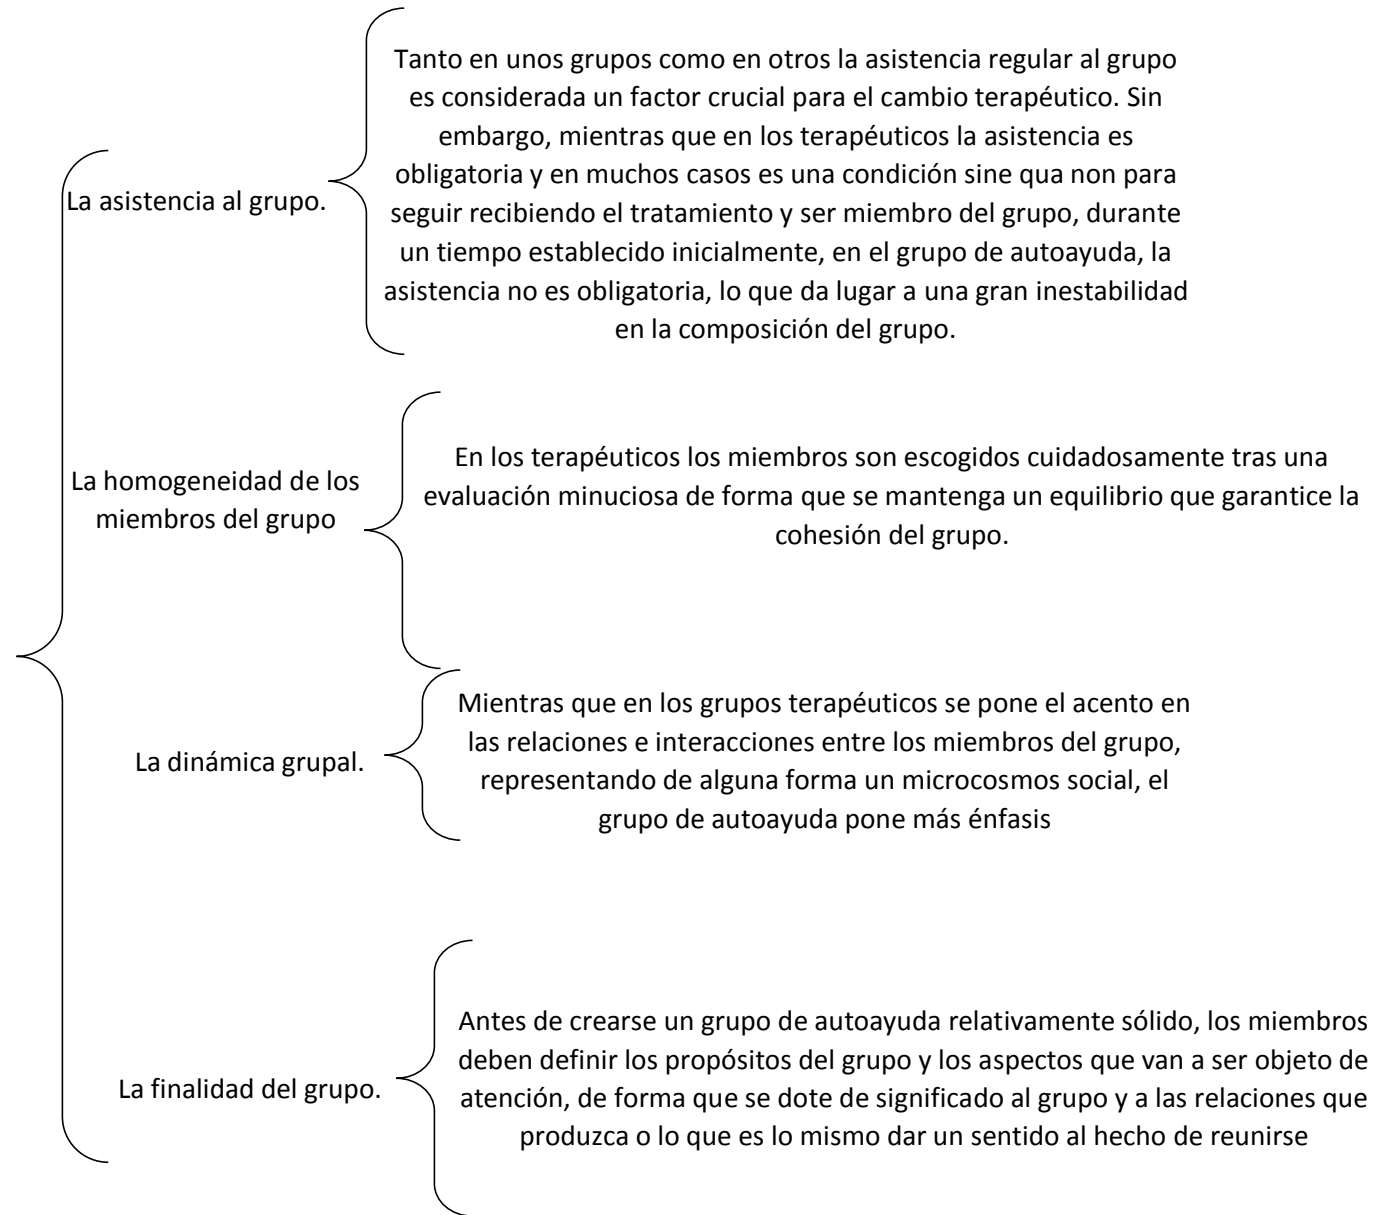 La asistencia al grupo.
Tanto en unos grupos como en otros la asistencia regular al grupo
es considerada un factor crucial para el cambio terapéutico. Sin
embargo, mientras que en los terapéuticos la asistencia es
obligatoria y en muchos casos es una condición sine qua non para
seguir recibiendo el tratamiento y ser miembro del grupo, durante
un tiempo establecido inicialmente, en el grupo de autoayuda, la
asistencia no es obligatoria, lo que da lugar a una gran inestabilidad
en la composición del grupo.
La homogeneidad de los
miembros del grupo
En los terapéuticos los miembros son escogidos cuidadosamente tras una
evaluación minuciosa de forma que se mantenga un equilibrio que garantice la
cohesión del grupo.
La dinámica grupal.
Mientras que en los grupos terapéuticos se pone el acento en
las relaciones e interacciones entre los miembros del grupo,
representando de alguna forma un microcosmos social, el
grupo de autoayuda pone más énfasis
La finalidad del grupo.
Antes de crearse un grupo de autoayuda relativamente sólido, los miembros
deben definir los propósitos del grupo y los aspectos que van a ser objeto de
atención, de forma que se dote de significado al grupo y a las relaciones que
produzca o lo que es lo mismo dar un sentido al hecho de reunirse